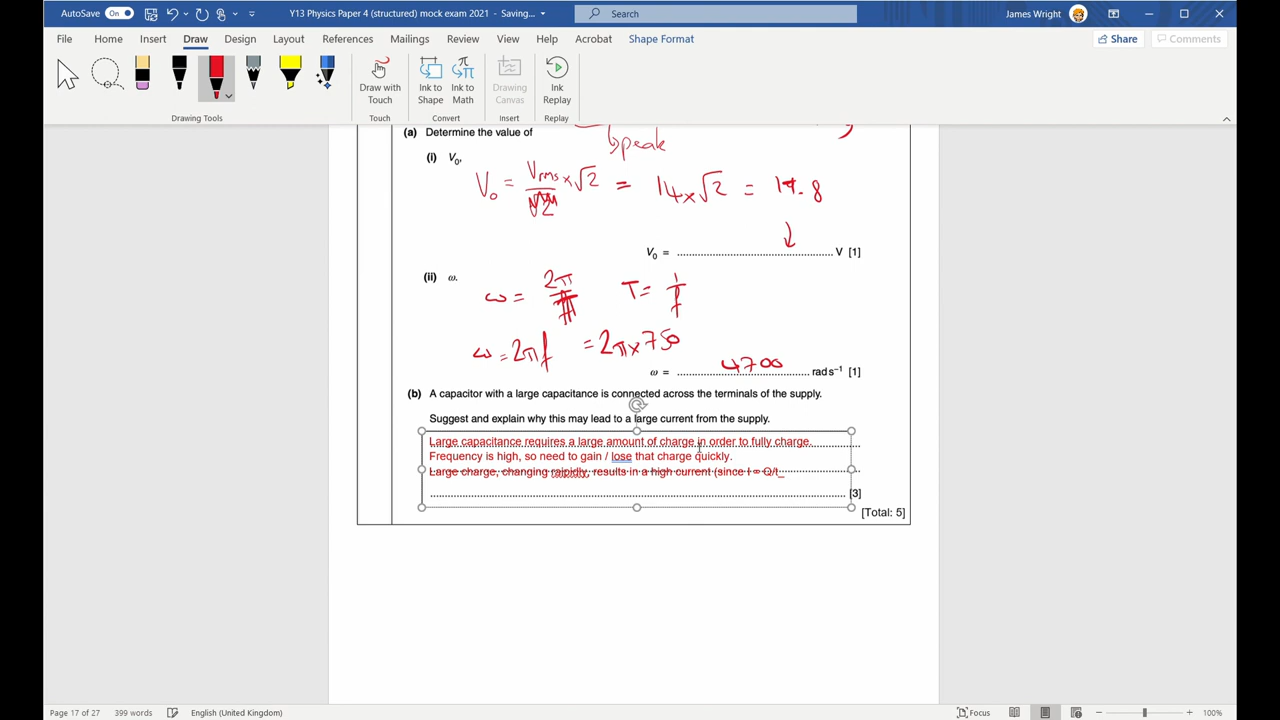 AutoSave On Y13 Physics Paper 4 (structured) mock exam 2021 - Saving... Search James Wright
File Home Insert Draw Design Layout References Mailings Review View Help Acrobat Shape Format Share Comments
Draw with Touch Ink to Shape Ink to Math Drawing Canvas Ink Replay
Drawing Tools Touch Convert Insert Replay
(a) Determine the value of
peak
(i) V₀,
V₀ = Vrms × √2 = 14 × √2 = 19.8
V₀ = V [1]
(ii) ω.
ω = 2π T = 1/f
ω = 2πf = 2π × 750
ω = 4700 rad s⁻¹ [1]
(b) A capacitor with a large capacitance is connected across the terminals of the supply.
Suggest and explain why this may lead to a large current from the supply.
Large capacitance requires a large amount of charge in order to fully charge.
Frequency is high, so need to gain / lose that charge quickly.
Large charge, changing raipidly, results in a high current (since I = Q/t_
[3]
[Total: 5]
Page 17 of 27 399 words English (United Kingdom) Focus 100%